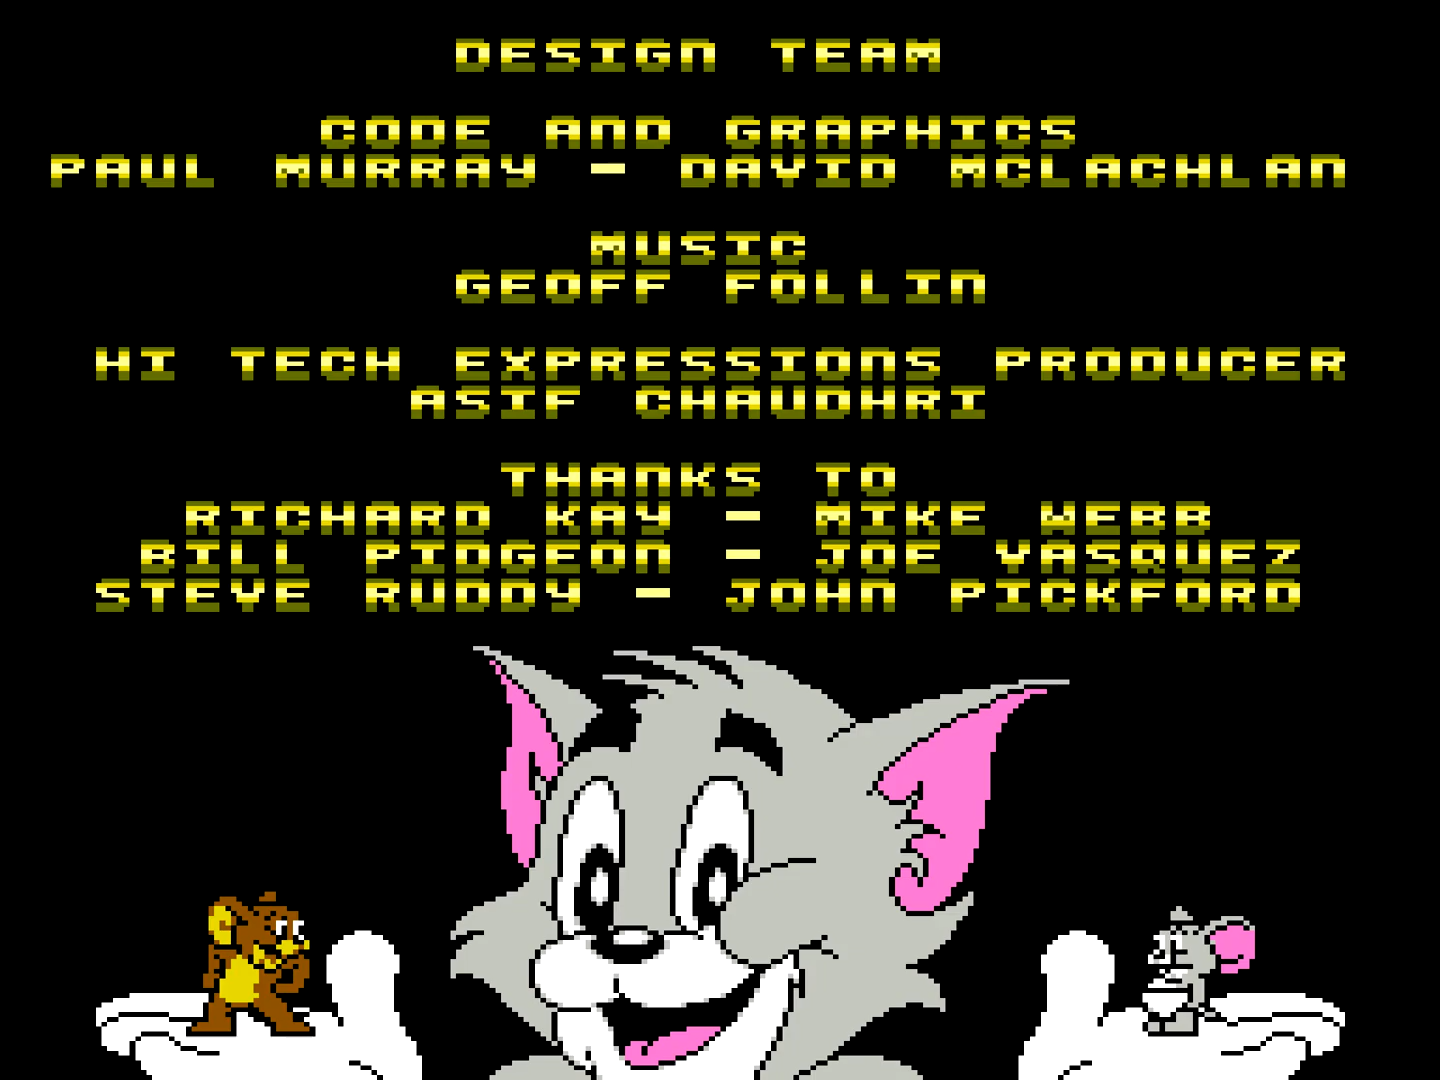 DESIGN TEAM
CODE AND GRAPHICS
PAUL MURRAY - DAVID MCLACHLAN
MUSIC
GEOFF FOLLIN
HI TECH EXPRESSIONS PRODUCER
ASIF CHAUDHRI
THANKS TO
RICHARD KAY - MIKE WEBB
BILL PIDGEON - JOE VASQUEZ
STEVE RUDDY - JOHN PICKFORD